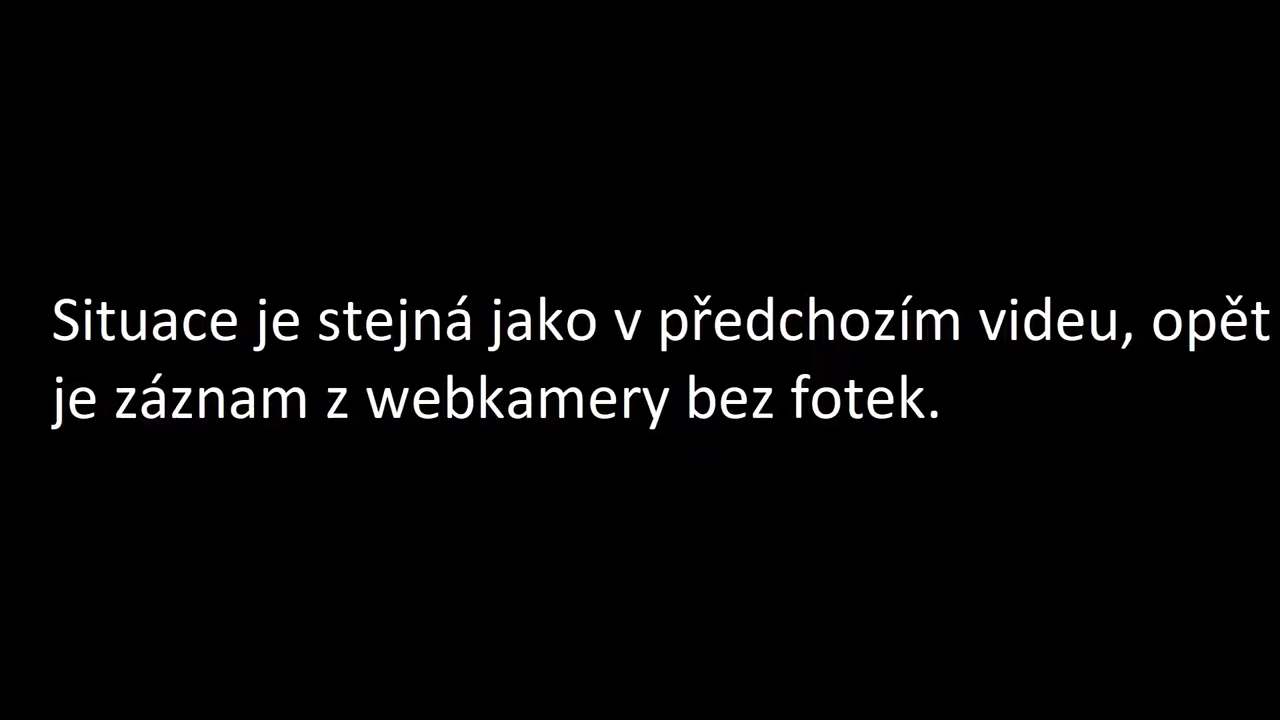 Situace je stejná jako v předchozím videu, opět
je záznam z webkamery bez fotek.